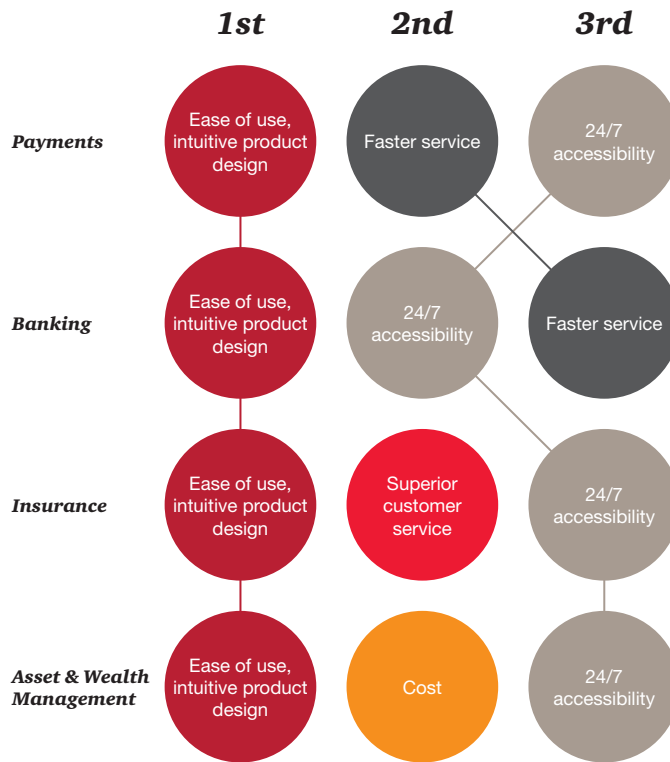 1st 2nd 3rd
Payments
Ease of use,
intuitive product
design
Faster service
24/7
accessibility
Banking
Ease of use,
intuitive product
design
24/7
accessibility
Faster service
Insurance
Ease of use,
intuitive product
design
Superior
customer
service
24/7
accessibility
Asset & Wealth
Management
Ease of use,
intuitive product
design
Cost
24/7
accessibility